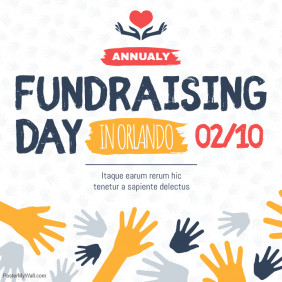 ANNUALY
FUNDRAISING
DAY IN ORLANDO 02/10
Itaque earum rerum hic
tenetur a sapiente delectus
PosterMyWall.com